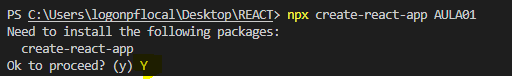 PS C:\Users\logonpflocal\Desktop\REACT> npx create-react-app AULA01
Need to install the following packages:
  create-react-app
Ok to proceed? (y) Y